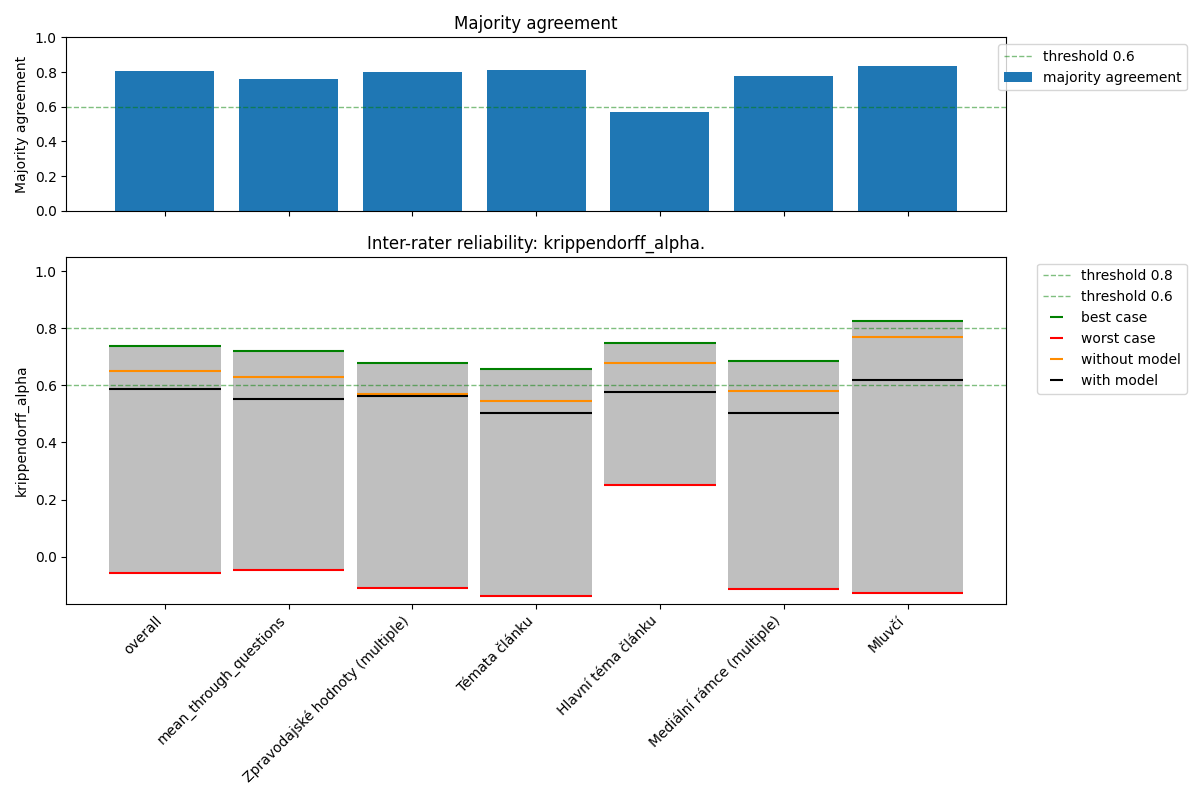 Majority agreement
Majority agreement
1.0
0.8
0.6
0.4
0.2
0.0
threshold 0.6
majority agreement
Inter-rater reliability: krippendorff_alpha.
krippendorff_alpha
1.0
0.8
0.6
0.4
0.2
0.0
threshold 0.8
threshold 0.6
best case
worst case
without model
with model
overall
mean_through_questions
Zpravodajské hodnoty (multiple)
Témata článku
Hlavní téma článku
Mediální rámce (multiple)
Mluvčí